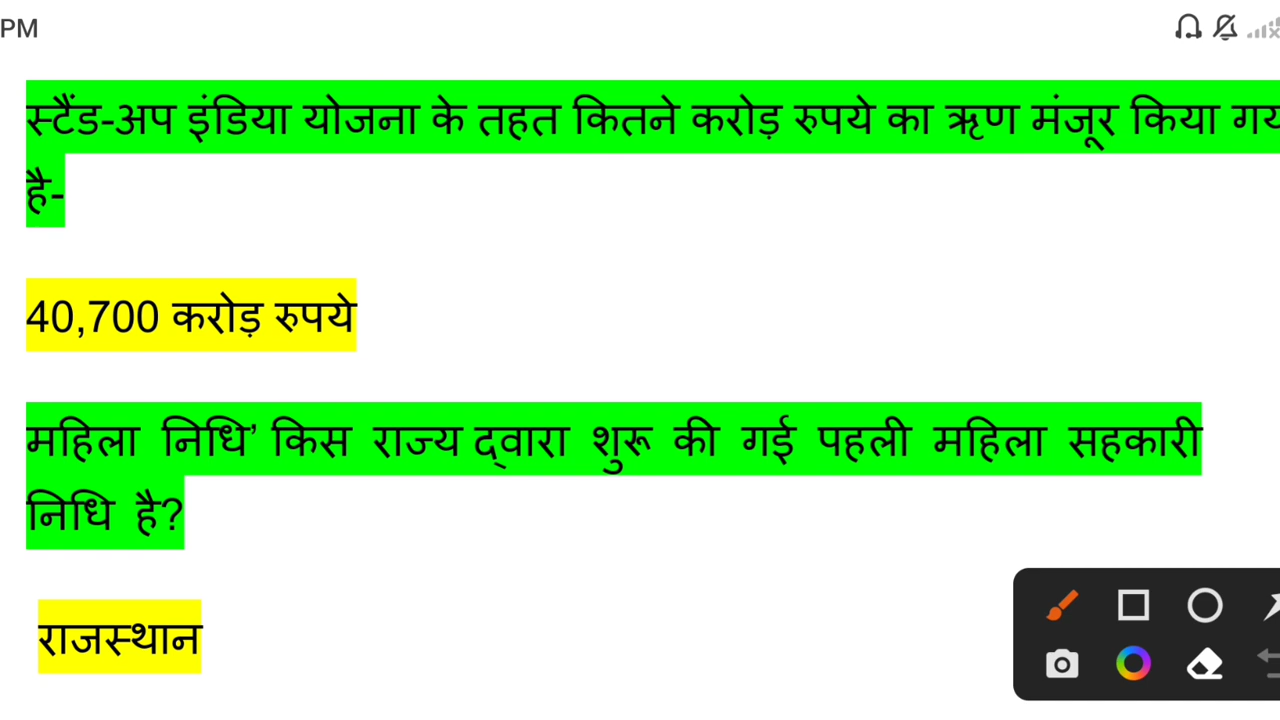 PM
स्टैंड-अप इंडिया योजना के तहत कितने करोड़ रुपये का ऋण मंजूर किया गय
है-
40,700 करोड़ रुपये
महिला निधि’ किस राज्य द्वारा शुरू की गई पहली महिला सहकारी
निधि है?
राजस्थान